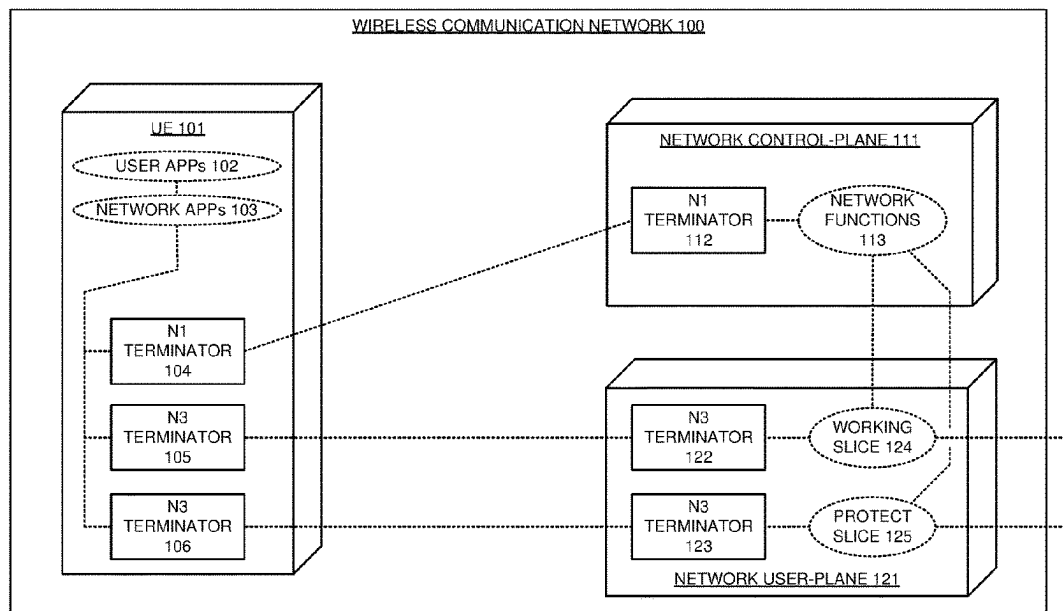 WIRELESS COMMUNICATION NETWORK 100
UE 101
USER APPs 102
NETWORK APPs 103
N1
TERMINATOR
104
N3
TERMINATOR
105
N3
TERMINATOR
106
NETWORK CONTROL-PLANE 111
N1
TERMINATOR
112
NETWORK
FUNCTIONS
113
N3
TERMINATOR
122
WORKING
SLICE 124
N3
TERMINATOR
123
PROTECT
SLICE 125
NETWORK USER-PLANE 121